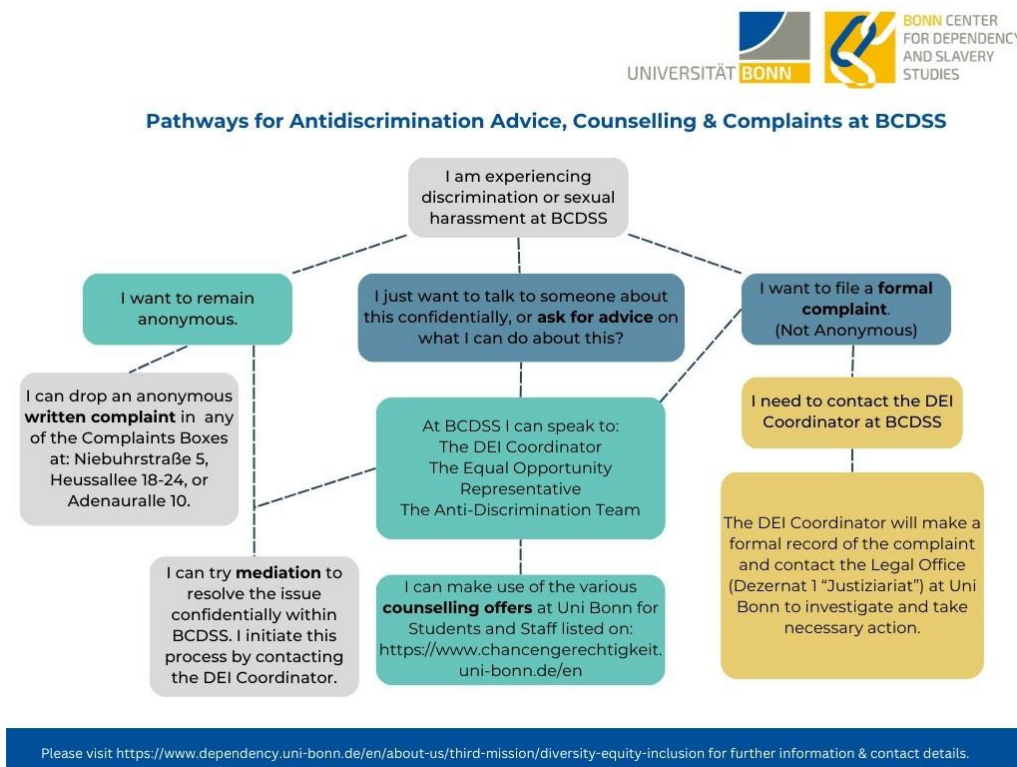 UNIVERSITÄT BONN
BONN CENTER
FOR DEPENDENCY
AND SLAVERY
STUDIES
Pathways for Antidiscrimination Advice, Counselling & Complaints at BCDSS
I am experiencing
discrimination or sexual
harassment at BCDSS
I want to remain
anonymous.
I just want to talk to someone about
this confidentially, or ask for advice on
what I can do about this?
I want to file a formal
complaint.
(Not Anonymous)
I can drop an anonymous
written complaint in any
of the Complaints Boxes
at: Niebuhrstraße 5,
Heussallee 18-24, or
Adenauralle 10.
At BCDSS I can speak to:
The DEI Coordinator
The Equal Opportunity
Representative
The Anti-Discrimination Team
I need to contact the DEI
Coordinator at BCDSS
I can try mediation to
resolve the issue
confidentially within
BCDSS. I initiate this
process by contacting
the DEI Coordinator.
I can make use of the various
counselling offers at Uni Bonn for
Students and Staff listed on:
https://www.chancengerechtigkeit.
uni-bonn.de/en
The DEI Coordinator will make a
formal record of the complaint
and contact the Legal Office
(Dezernat 1 “Justiziariat”) at Uni
Bonn to investigate and take
necessary action.
Please visit https://www.dependency.uni-bonn.de/en/about-us/third-mission/diversity-equity-inclusion for further information & contact details.